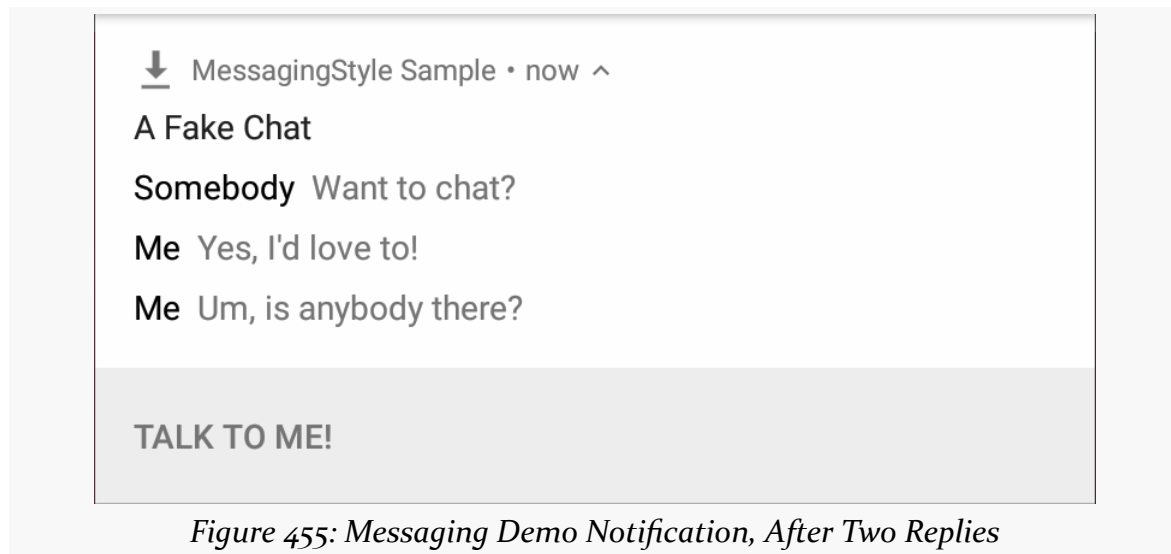 MessagingStyle Sample • now
A Fake Chat
Somebody Want to chat?
Me Yes, I'd love to!
Me Um, is anybody there?
TALK TO ME!
Figure 455: Messaging Demo Notification, After Two Replies